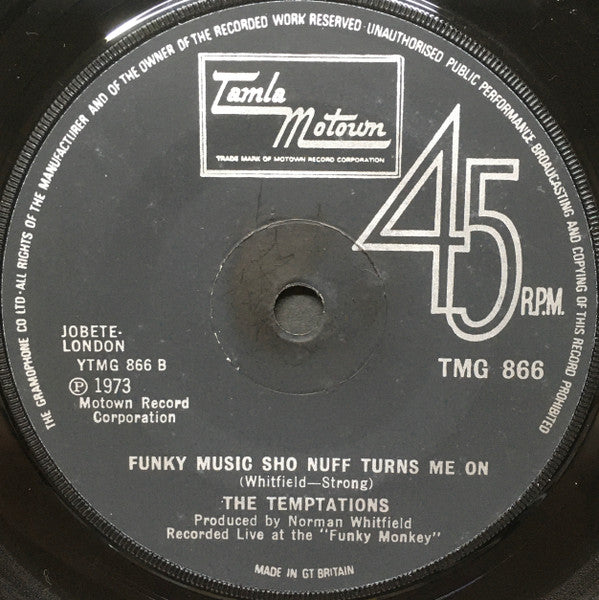 THE GRAMOPHONE CO LTD·ALL RIGHTS OF THE MANUFACTURER AND OF THE OWNER OF THE RECORDED WORK RESERVED·UNAUTHORISED PUBLIC PERFORMANCE BROADCASTING AND COPYING OF THIS RECORD PROHIBITED
Tamla
Motown
TRADE MARK OF MOTOWN RECORD CORPORATION
45 R.P.M.
JOBETE-
LONDON
YTMG 866 B
℗ 1973
Motown Record
Corporation
TMG 866
FUNKY MUSIC SHO NUFF TURNS ME ON
(Whitfield—Strong)
THE TEMPTATIONS
Produced by Norman Whitfield
Recorded Live at the "Funky Monkey"
MADE IN GT BRITAIN